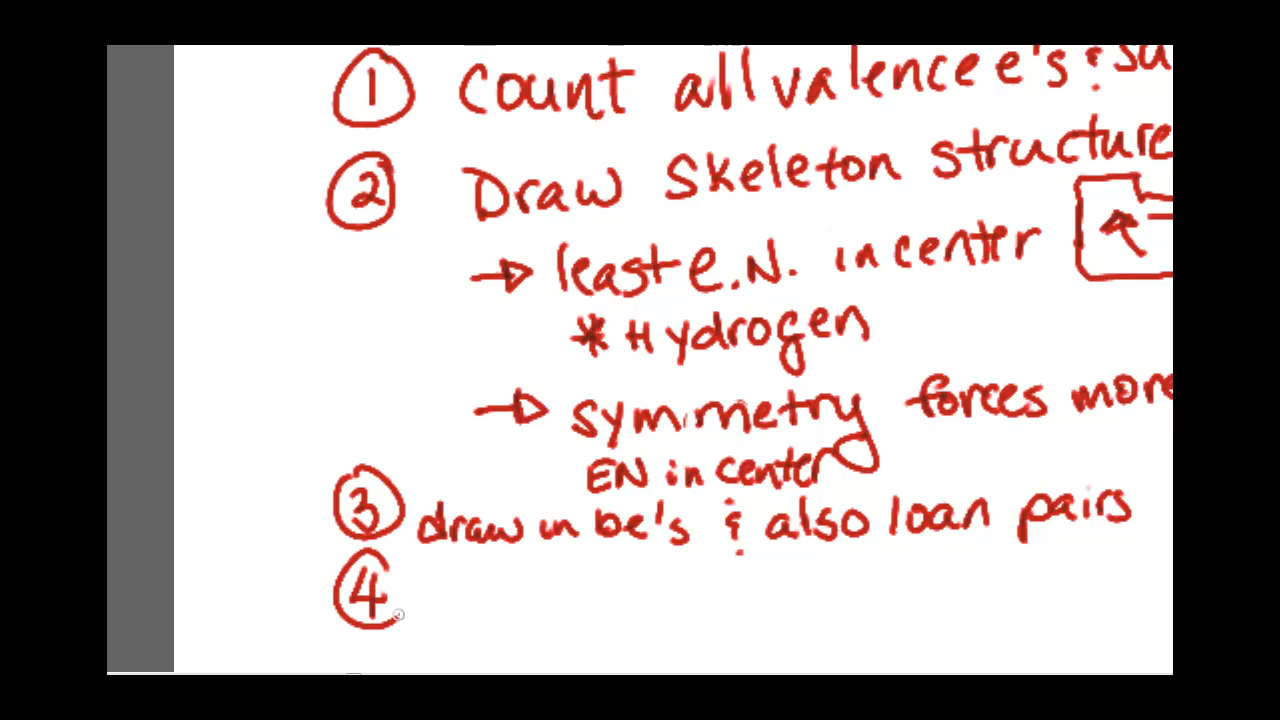 ① Count all valence e's & su
② Draw Skeleton structure
→ least e.N. in center
* Hydrogen
→ symmetry forces more
EN in center
③ draw in be's & also loan pairs
④